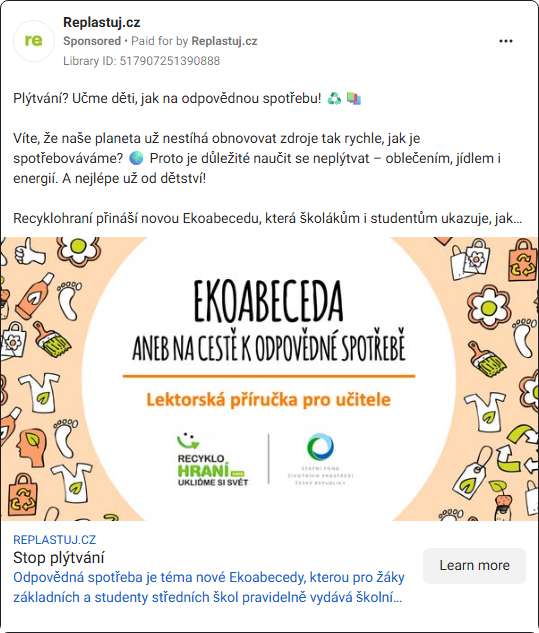 re
Replastuj.cz
Sponsored • Paid for by Replastuj.cz
Library ID: 517907251390888
Plýtvání? Učme děti, jak na odpovědnou spotřebu! ♻️ 📚
Víte, že naše planeta už nestíhá obnovovat zdroje tak rychle, jak je
spotřebováváme? 🌍 Proto je důležité naučit se neplýtvat – oblečením, jídlem i
energií. A nejlépe už od dětství!
Recyklohraní přináší novou Ekoabecedu, která školákům i studentům ukazuje, jak...
EKOABECEDA
ANEB NA CESTĚ K ODPOVĚDNÉ SPOTŘEBĚ
Lektorská příručka pro učitele
RECYKLO
HRANÍ
UKLIĎME SI SVĚT
STÁTNÍ FOND
ŽIVOTNÍHO PROSTŘEDÍ
ČESKÉ REPUBLIKY
REPLASTUJ.CZ
Stop plýtvání
Odpovědná spotřeba je téma nové Ekoabecedy, kterou pro žáky
základních a studenty středních škol pravidelně vydává školní...
Learn more